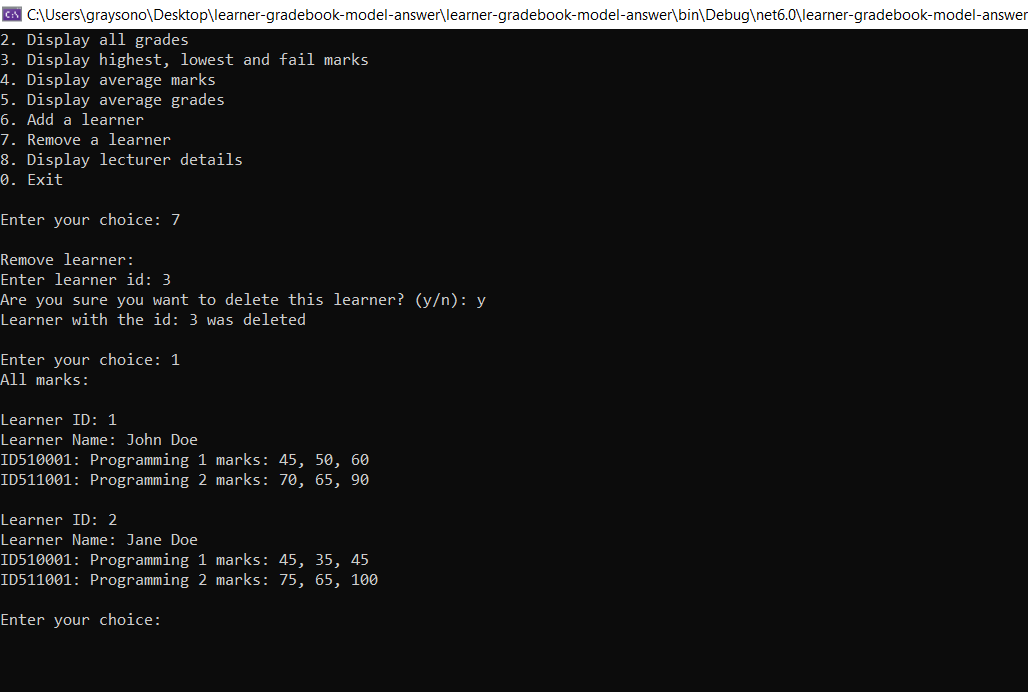 C:\Users\graysono\Desktop\learner-gradebook-model-answer\learner-gradebook-model-answer\bin\Debug\net6.0\learner-gradebook-model-answer
2. Display all grades
3. Display highest, lowest and fail marks
4. Display average marks
5. Display average grades
6. Add a learner
7. Remove a learner
8. Display lecturer details
0. Exit
Enter your choice: 7
Remove learner:
Enter learner id: 3
Are you sure you want to delete this learner? (y/n): y
Learner with the id: 3 was deleted
Enter your choice: 1
All marks:
Learner ID: 1
Learner Name: John Doe
ID510001: Programming 1 marks: 45, 50, 60
ID511001: Programming 2 marks: 70, 65, 90
Learner ID: 2
Learner Name: Jane Doe
ID510001: Programming 1 marks: 45, 35, 45
ID511001: Programming 2 marks: 75, 65, 100
Enter your choice: